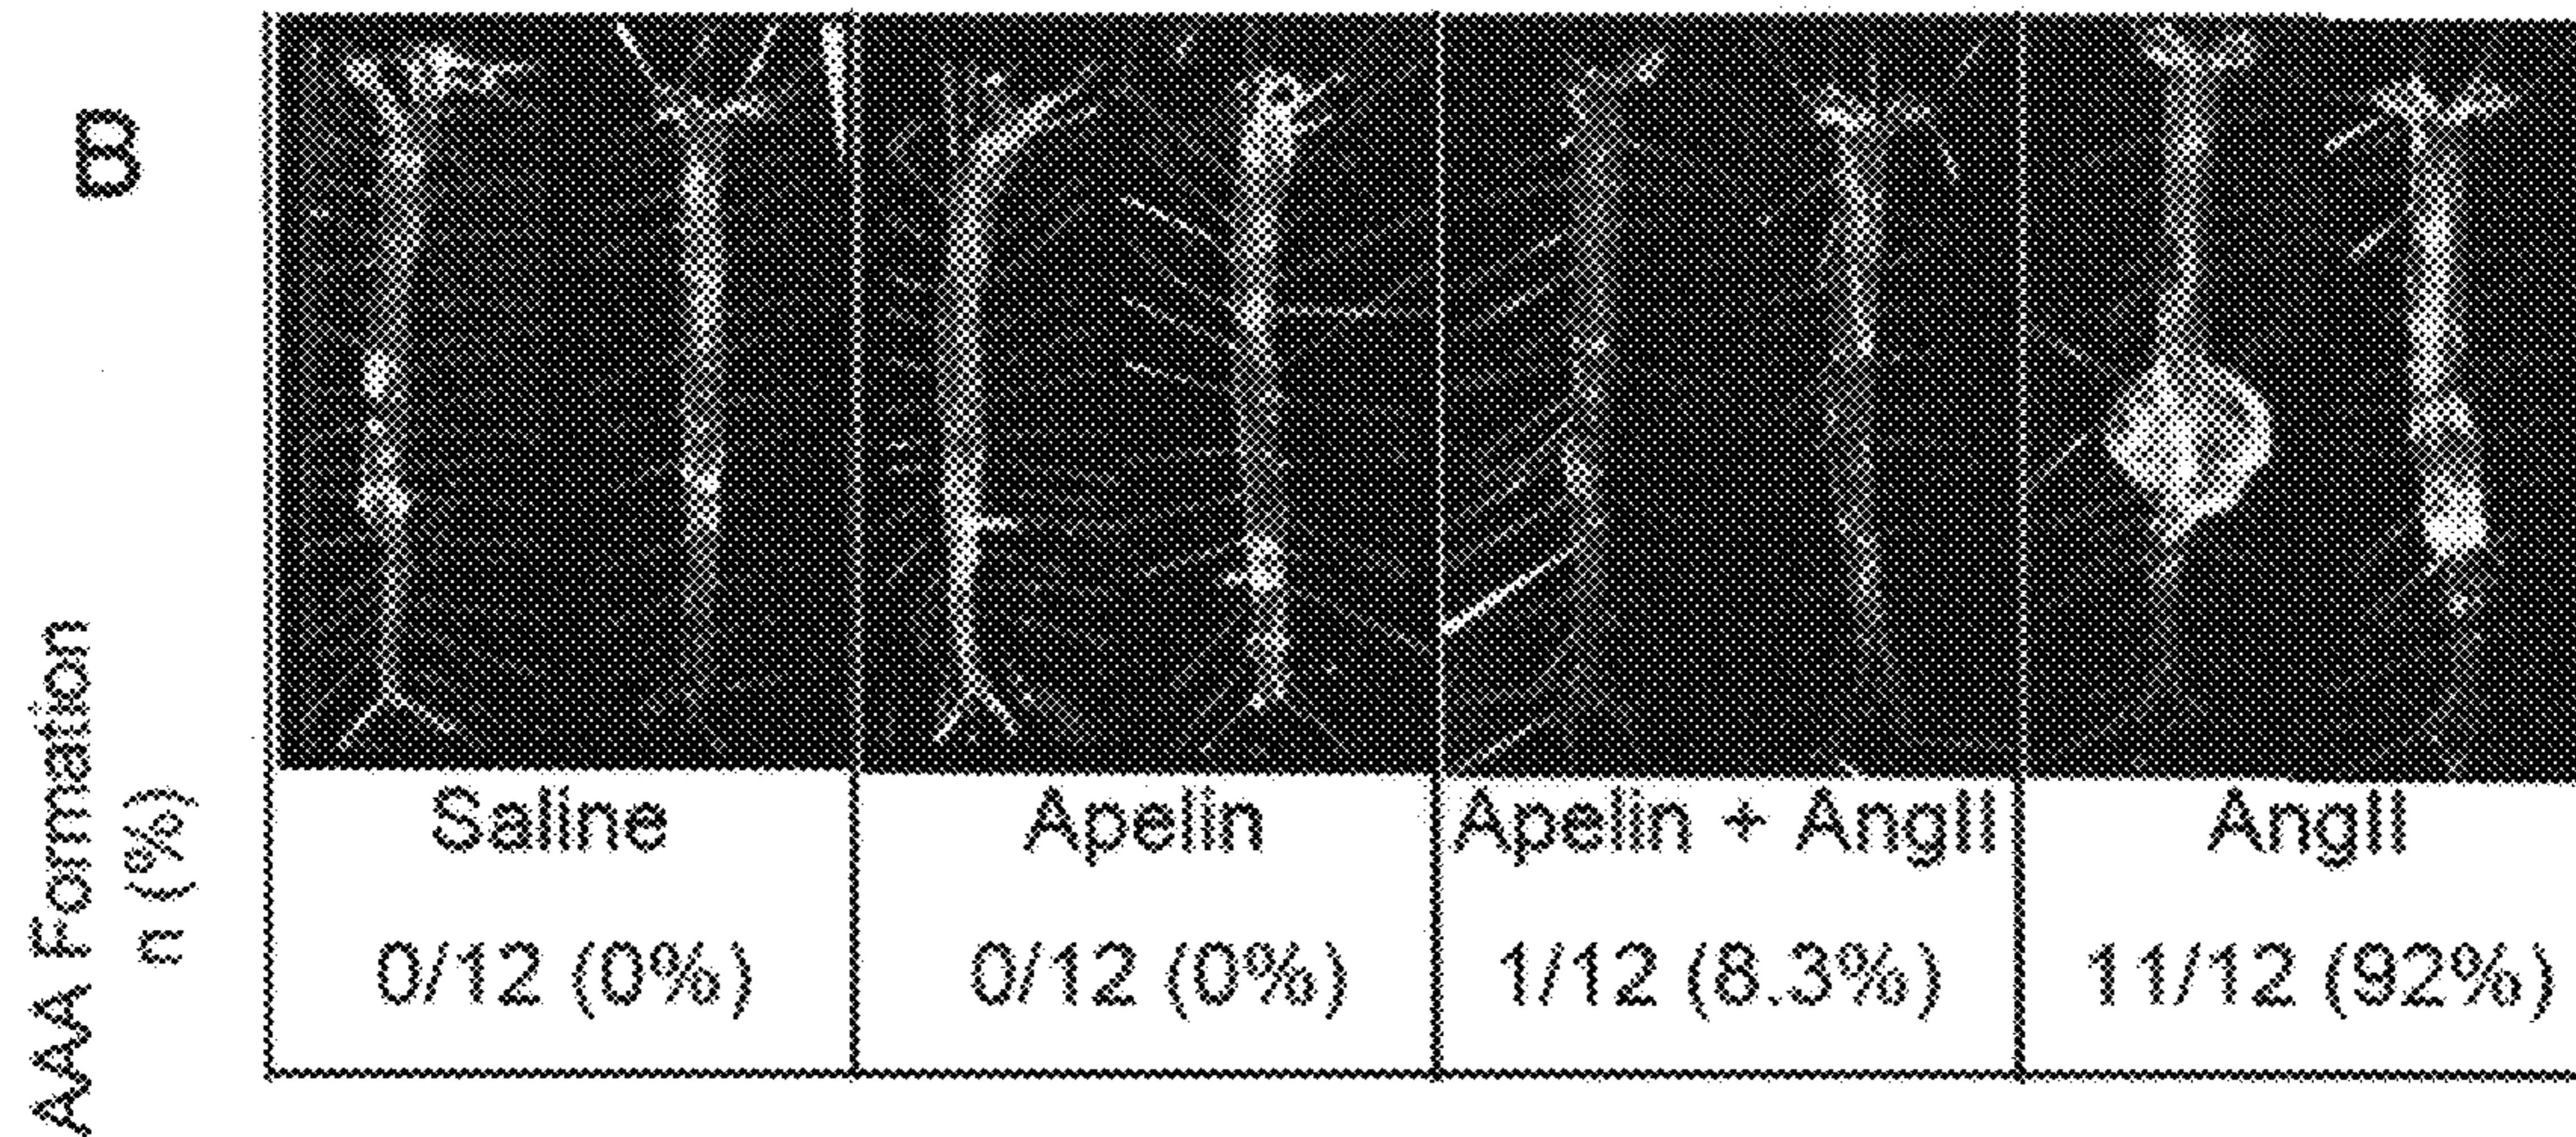 B
AAA Formation
n (%)
Saline
Apelin
Apelin + AngII
AngII
0/12 (0%)
0/12 (0%)
1/12 (8.3%)
11/12 (92%)